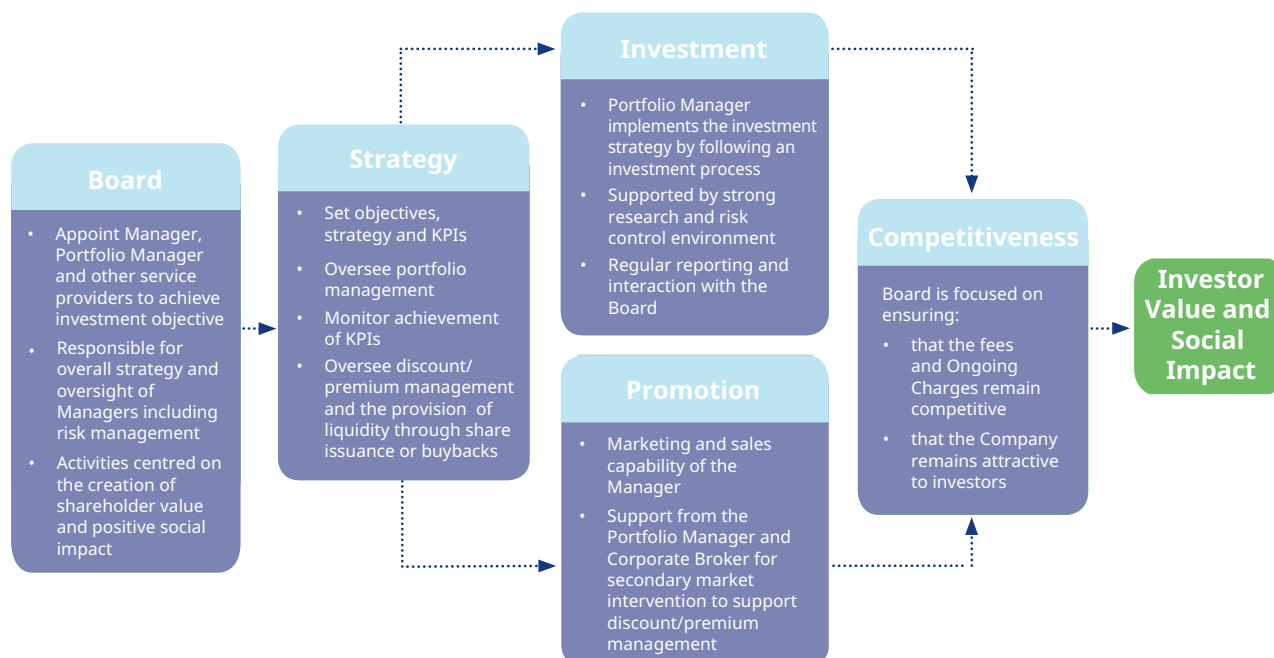 Board
• Appoint Manager,
Portfolio Manager
and other service
providers to achieve
investment objective
• Responsible for
overall strategy and
oversight of
Managers including
risk management
• Activities centred on
the creation of
shareholder value
and positive social
impact
Strategy
• Set objectives,
strategy and KPIs
• Oversee portfolio
management
• Monitor achievement
of KPIs
• Oversee discount/
premium management
and the provision of
liquidity through share
issuance or buybacks
Investment
• Portfolio Manager
implements the investment
strategy by following an
investment process
• Supported by strong
research and risk
control environment
• Regular reporting and
interaction with the
Board
Promotion
• Marketing and sales
capability of the
Manager
• Support from the
Portfolio Manager and
Corporate Broker for
secondary market
intervention to support
discount/premium
management
Competitiveness
Board is focused on
ensuring:
• that the fees
and Ongoing
Charges remain
competitive
• that the Company
remains attractive
to investors
Investor
Value and
Social
Impact